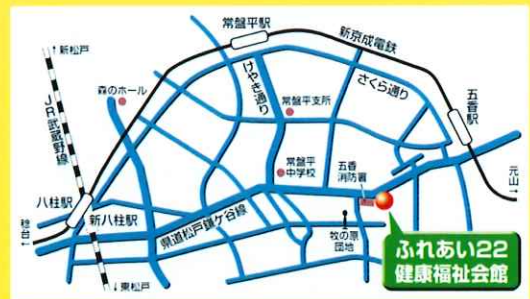 常盤平駅
新京成電鉄
↑新松戸
JR武蔵野線
森のホール
けやき通り
常盤平支所
さくら通り
五香駅
常盤平
中学校
五香
消防署
元山→
八柱駅
新八柱駅
松台←
県道松戸鎌ケ谷線
牧の原
団地
↓東松戸
ふれあい22
健康福祉会館